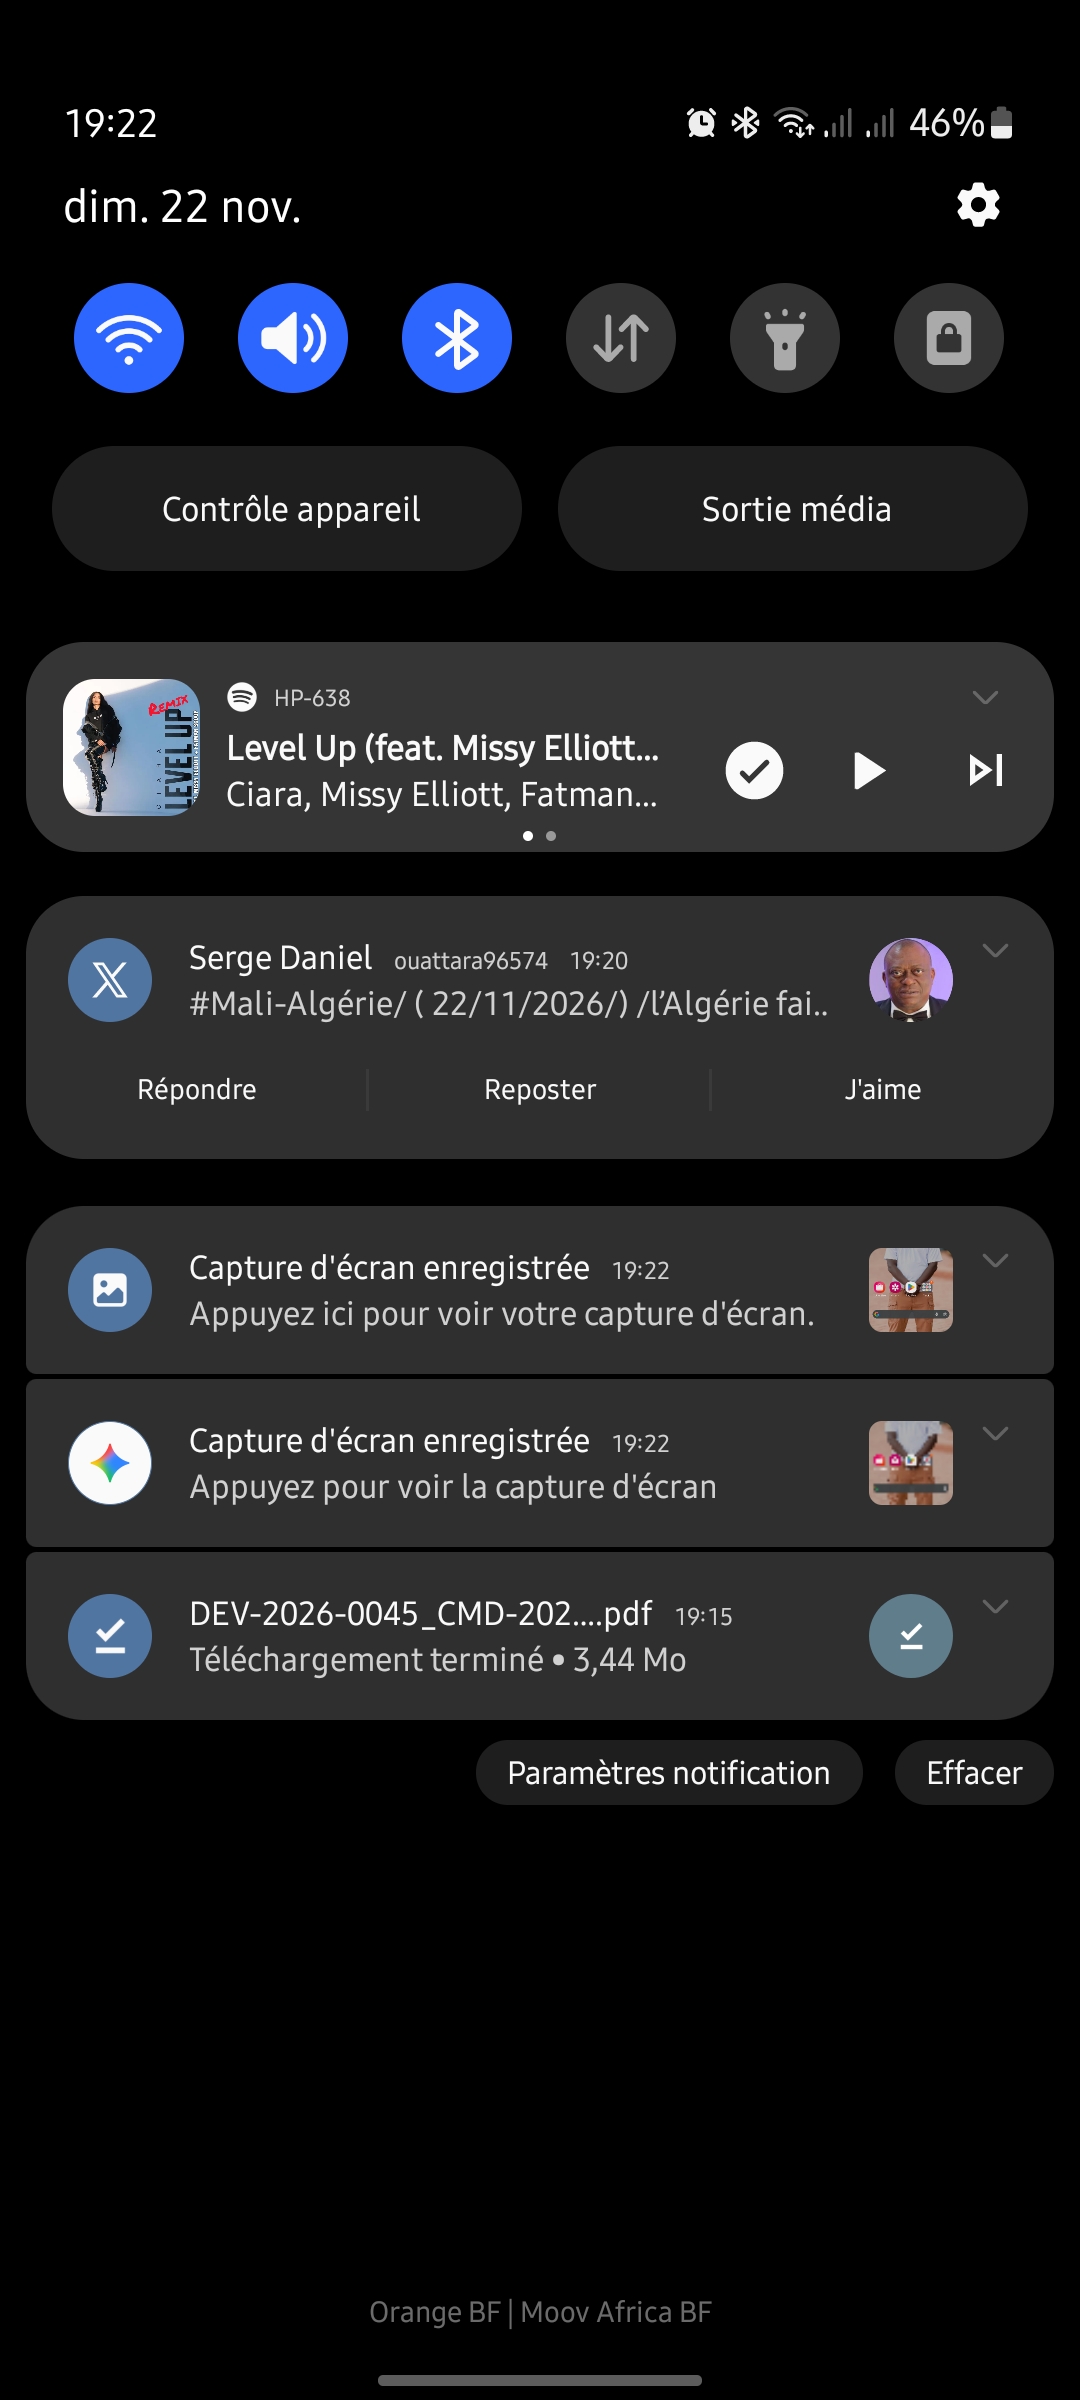 19:22
46%
dim. 22 nov.
Contrôle appareil
Sortie média
REMIX
LEVEL UP
HP-638
Level Up (feat. Missy Elliott...
Ciara, Missy Elliott, Fatman...
Serge Daniel ouattara96574 19:20
#Mali-Algérie/ ( 22/11/2026/) /l’Algérie fai..
Répondre
Reposter
J'aime
Capture d'écran enregistrée 19:22
Appuyez ici pour voir votre capture d'écran.
Capture d'écran enregistrée 19:22
Appuyez pour voir la capture d'écran
DEV-2026-0045_CMD-202....pdf 19:15
Téléchargement terminé • 3,44 Mo
Paramètres notification
Effacer
Orange BF | Moov Africa BF